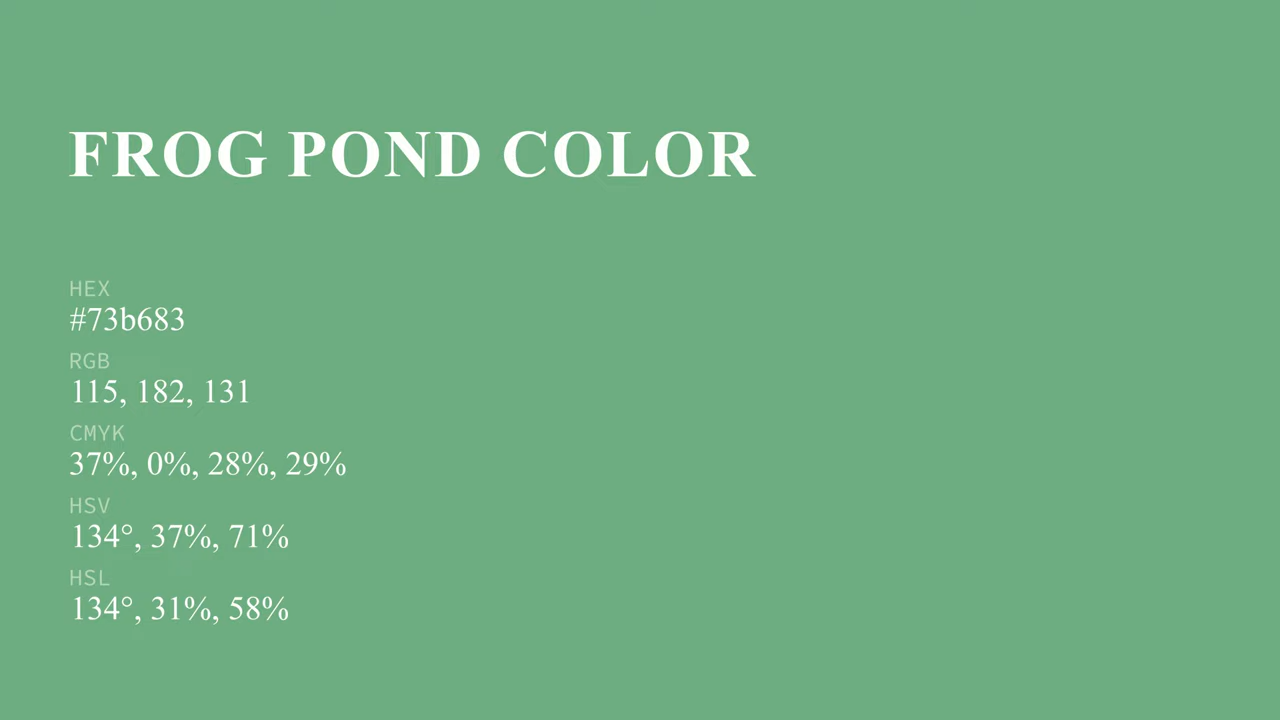 FROG POND COLOR
HEX
#73b683
RGB
115, 182, 131
CMYK
37%, 0%, 28%, 29%
HSV
134°, 37%, 71%
HSL
134°, 31%, 58%